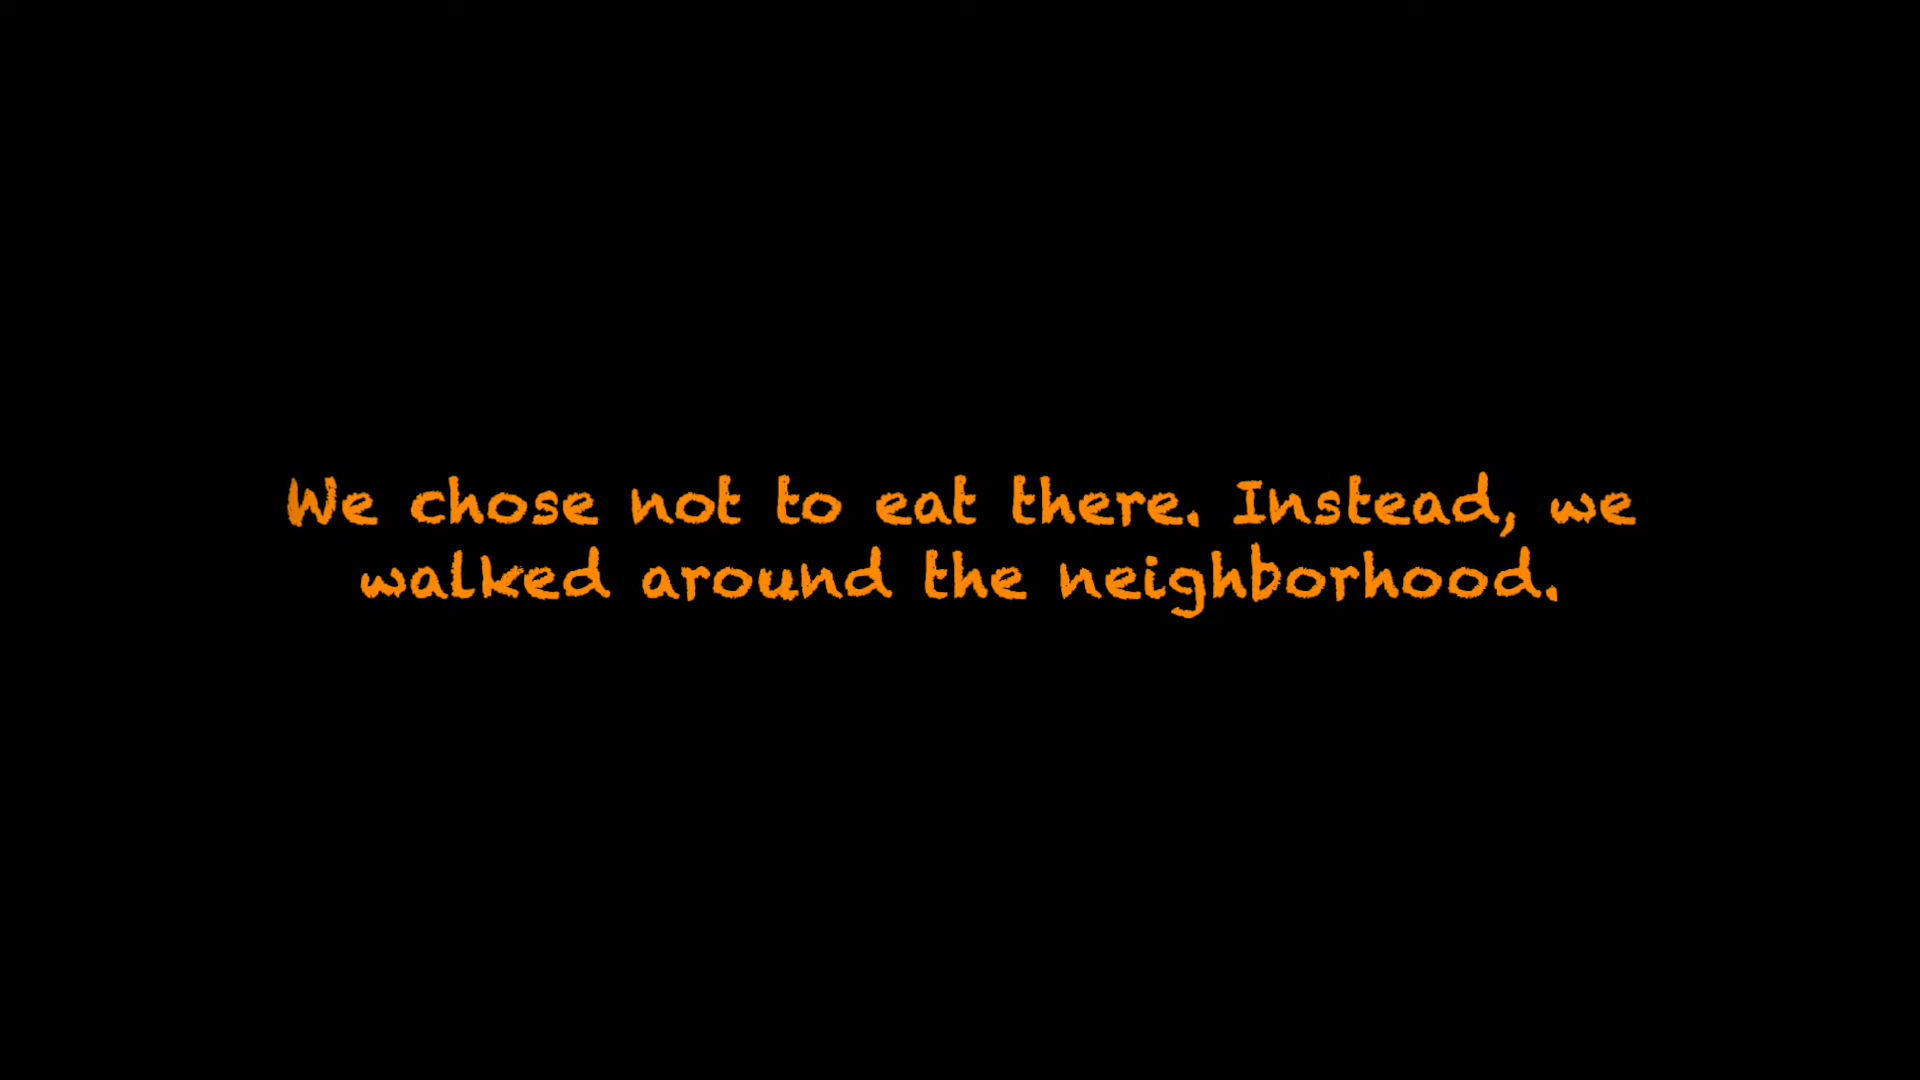 We chose not to eat there. Instead, we
walked around the neighborhood.